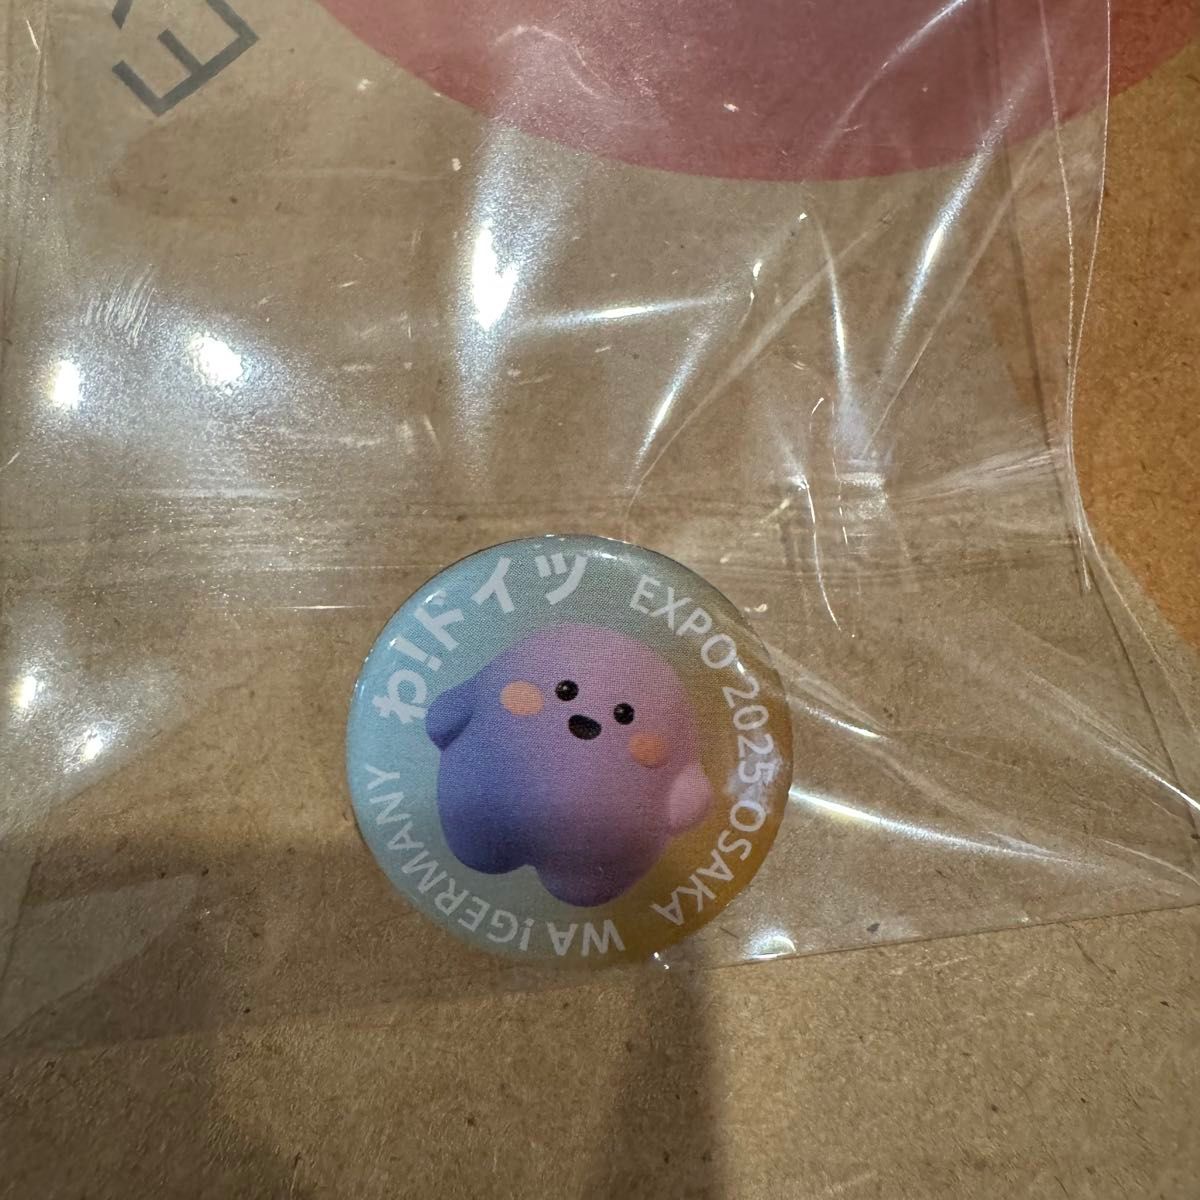 わ!ドイツ
EXPO 2025 OSAKA
WA !GERMANY